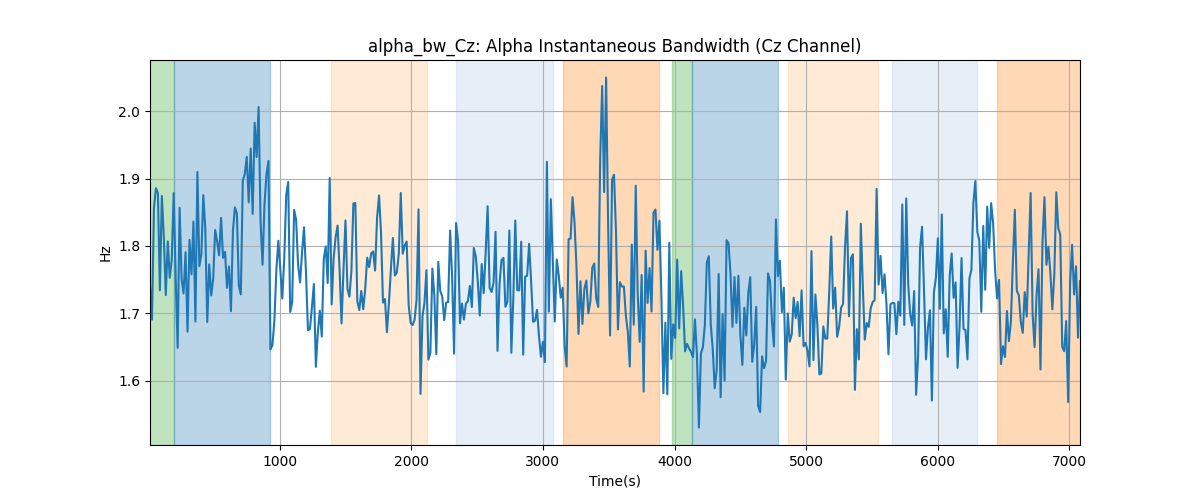 alpha_bw_Cz: Alpha Instantaneous Bandwidth (Cz Channel)
2.0
1.9
1.8
1.7
1.6
Hz
1000 2000 3000 4000 5000 6000 7000
Time(s)